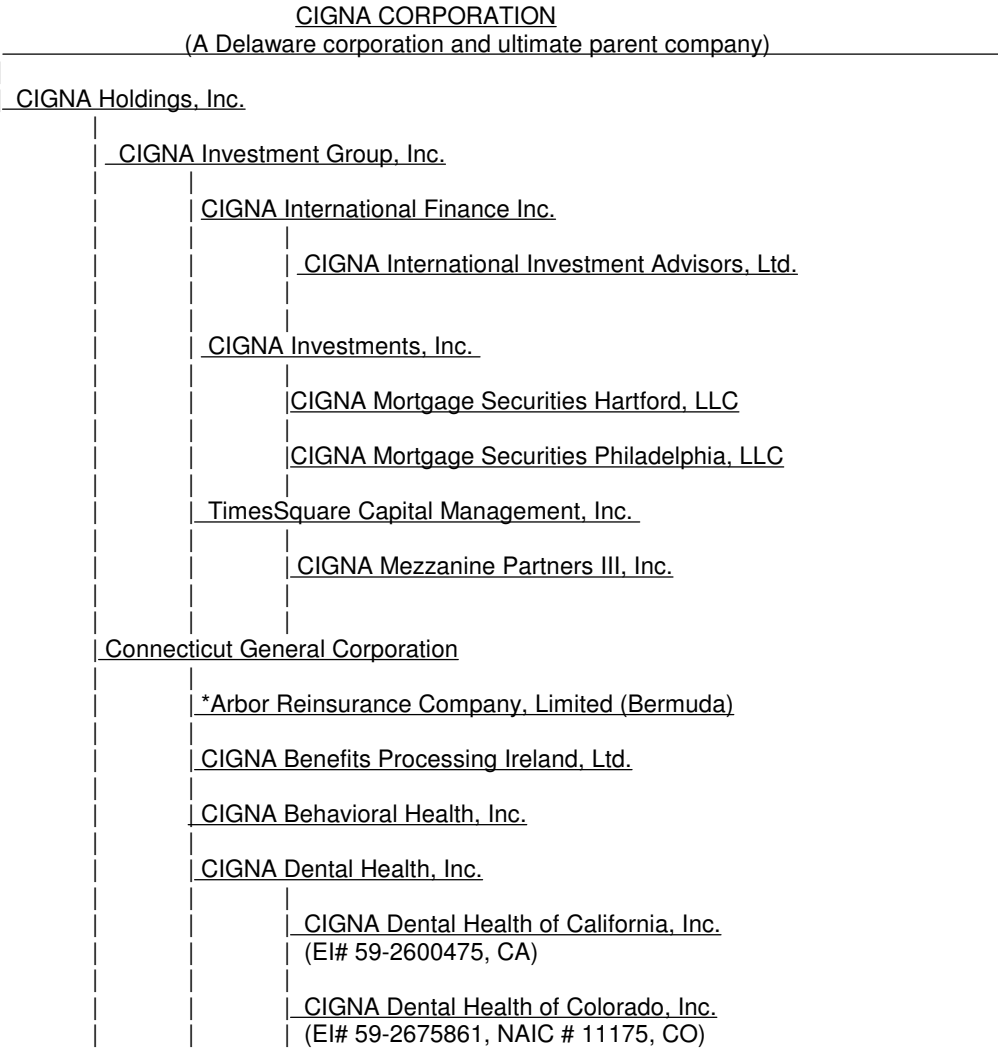 CIGNA CORPORATION
(A Delaware corporation and ultimate parent company)
CIGNA Holdings, Inc.
CIGNA Investment Group, Inc.
CIGNA International Finance Inc.
CIGNA International Investment Advisors, Ltd.
CIGNA Investments, Inc.
CIGNA Mortgage Securities Hartford, LLC
CIGNA Mortgage Securities Philadelphia, LLC
TimesSquare Capital Management, Inc.
CIGNA Mezzanine Partners III, Inc.
Connecticut General Corporation
*Arbor Reinsurance Company, Limited (Bermuda)
CIGNA Benefits Processing Ireland, Ltd.
CIGNA Behavioral Health, Inc.
CIGNA Dental Health, Inc.
CIGNA Dental Health of California, Inc.
(EI# 59-2600475, CA)
CIGNA Dental Health of Colorado, Inc.
(EI# 59-2675861, NAIC # 11175, CO)